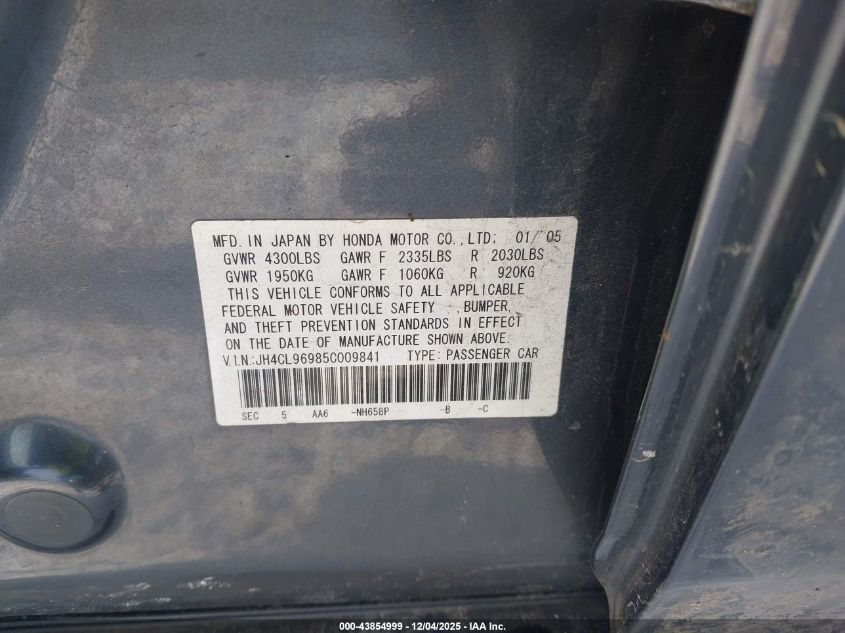 MFD. IN JAPAN BY HONDA MOTOR CO.,LTD; 01/'05
GVWR 4300LBS GAWR F 2335LBS R 2030LBS
GVWR 1950KG GAWR F 1060KG R 920KG
THIS VEHICLE CONFORMS TO ALL APPLICABLE
FEDERAL MOTOR VEHICLE SAFETY ,BUMPER,
AND THEFT PREVENTION STANDARDS IN EFFECT
ON THE DATE OF MANUFACTURE SHOWN ABOVE.
V.I.N.:JH4CL96985C009841 TYPE: PASSENGER CAR
SEC 5 AA6 -NH658P -B -C
000-43854999 - 12/04/2025 - IAA Inc.